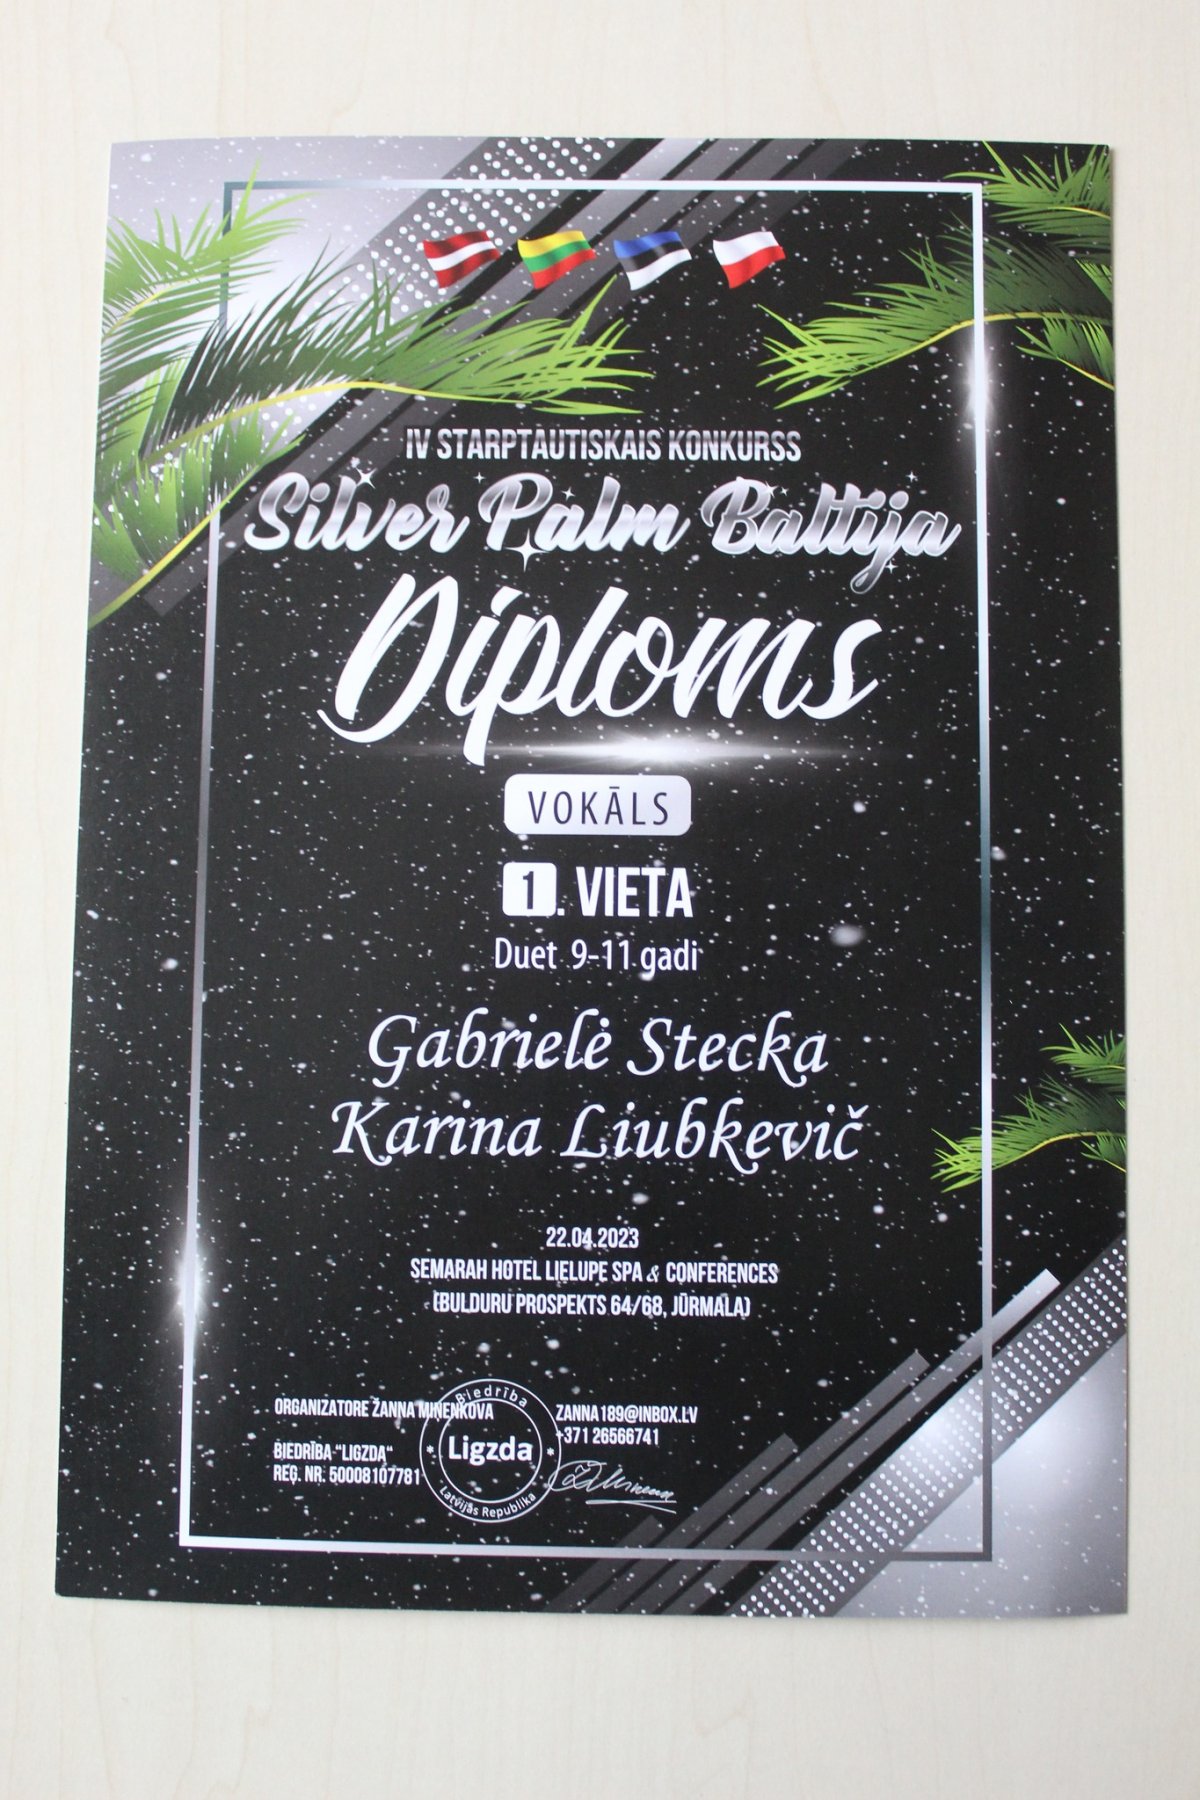 IV STARPTAUTISKAIS KONKURSS
Silver Palm Baltija
Diploms
VOKĀLS
1. VIETA
Duet 9-11 gadi
Gabrielė Stecka
Karina Liubkevič
22.04.2023
SEMARAH HOTEL LIELUPE SPA & CONFERENCES
(BULDURU PROSPEKTS 64/68, JŪRMALA)
ORGANIZATORE ŽANNA MIŅENKOVA
BIEDRĪBA "LIGZDA"
REĢ. NR. 50008107781
Biedrība
Ligzda
Latvijas Republika
ZANNA189@INBOX.LV
+371 26566741